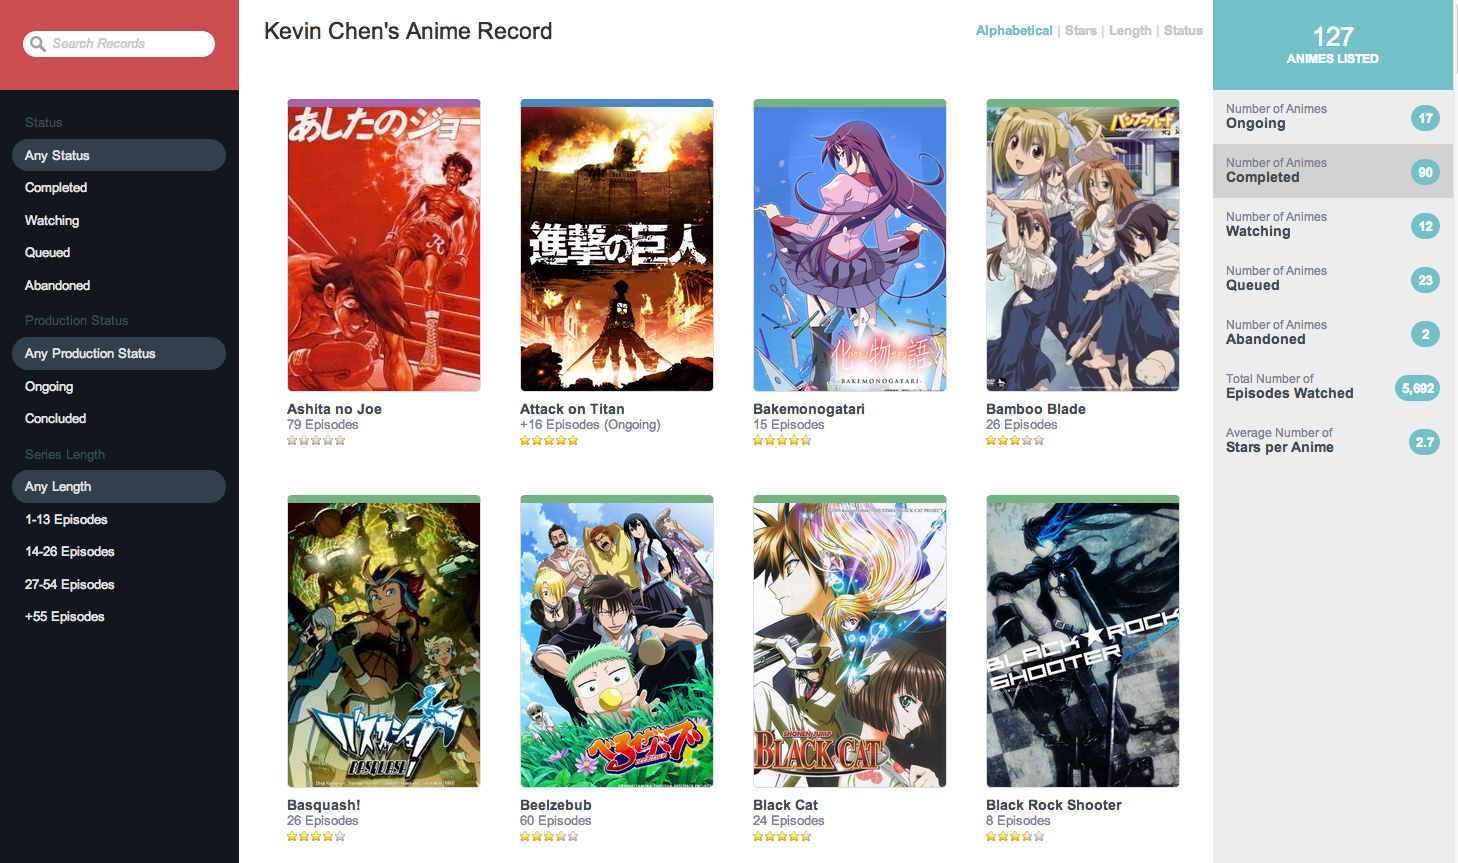 Search Records
Status
Any Status
Completed
Watching
Queued
Abandoned
Production Status
Any Production Status
Ongoing
Concluded
Series Length
Any Length
1-13 Episodes
14-26 Episodes
27-54 Episodes
+55 Episodes
Kevin Chen's Anime Record
Alphabetical | Stars | Length | Status
あしたのジョー
進撃の巨人
化物語
-BAKEMONOGATARI-
バンブーブレード
Ashita no Joe
79 Episodes
Attack on Titan
+16 Episodes (Ongoing)
Bakemonogatari
15 Episodes
Bamboo Blade
26 Episodes
バスカッシュ!
BASQUASH!
べるぜバブ
SHONEN JUMP
BLACK CAT
BLACK★ROCK
SHOOTER
Basquash!
26 Episodes
Beelzebub
60 Episodes
Black Cat
24 Episodes
Black Rock Shooter
8 Episodes
127
ANIMES LISTED
Number of Animes
Ongoing
17
Number of Animes
Completed
90
Number of Animes
Watching
12
Number of Animes
Queued
23
Number of Animes
Abandoned
2
Total Number of
Episodes Watched
5,692
Average Number of
Stars per Anime
2.7